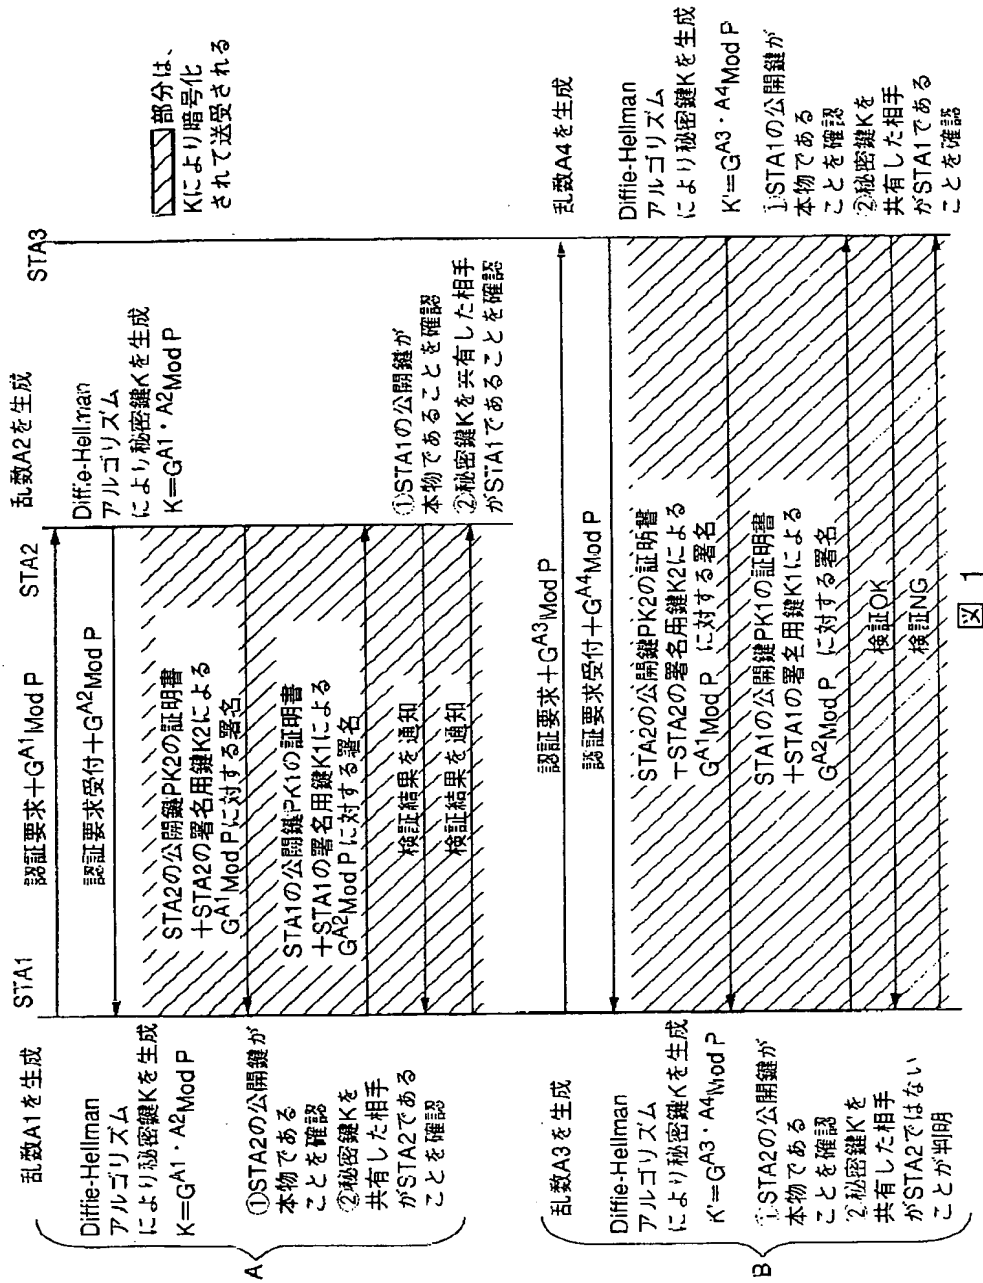 STA1
認証要求+G^A1 Mod P
STA2
STA3
乱数A1を生成
乱数A2を生成
認証要求受付+G^A2 Mod P
部分は、
Kにより暗号化
されて送受される
A
Diffie-Hellman
アルゴリズム
により秘密鍵Kを生成
K=G^A1・A2 Mod P
Diffie-Hellman
アルゴリズム
により秘密鍵Kを生成
K=G^A1・A2 Mod P
STA2の公開鍵PK2の証明書
+STA2の署名用鍵K2による
G^A1 Mod Pに対する署名
①STA2の公開鍵が
本物である
ことを確認
②秘密鍵Kを
共有した相手
がSTA2である
ことを確認
STA1の公開鍵PK1の証明書
+STA1の署名用鍵K1による
G^A2 Mod Pに対する署名
①STA1の公開鍵が
本物であることを確認
②秘密鍵Kを共有した相手
がSTA1であることを確認
検証結果を通知
検証結果を通知
B
乱数A3を生成
認証要求+G^A3 Mod P
乱数A4を生成
認証要求受付+G^A4 Mod P
Diffie-Hellman
アルゴリズム
により秘密鍵Kを生成
K'=G^A3・A4 Mod P
Diffie-Hellman
アルゴリズム
により秘密鍵Kを生成
K'=G^A3・A4 Mod P
STA2の公開鍵PK2の証明書
+STA2の署名用鍵K2による
G^A1 Mod P に対する署名
①STA2の公開鍵が
本物である
ことを確認
②秘密鍵K'を
共有した相手
がSTA2ではない
ことが判明
STA1の公開鍵PK1の証明書
+STA1の署名用鍵K1による
G^A2 Mod P に対する署名
①STA1の公開鍵が
本物である
ことを確認
②秘密鍵Kを
共有した相手
がSTA1である
ことを確認
検証OK
検証NG
図 1